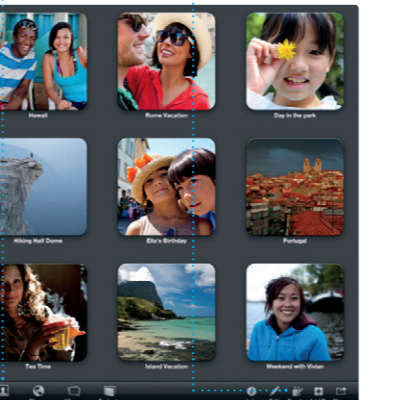 Hawaii
Rome Vacation
Day in the park
Hiking Half Dome
Ella's Birthday
Portugal
Tea Time
Island Vacation
Weekend with Vivian